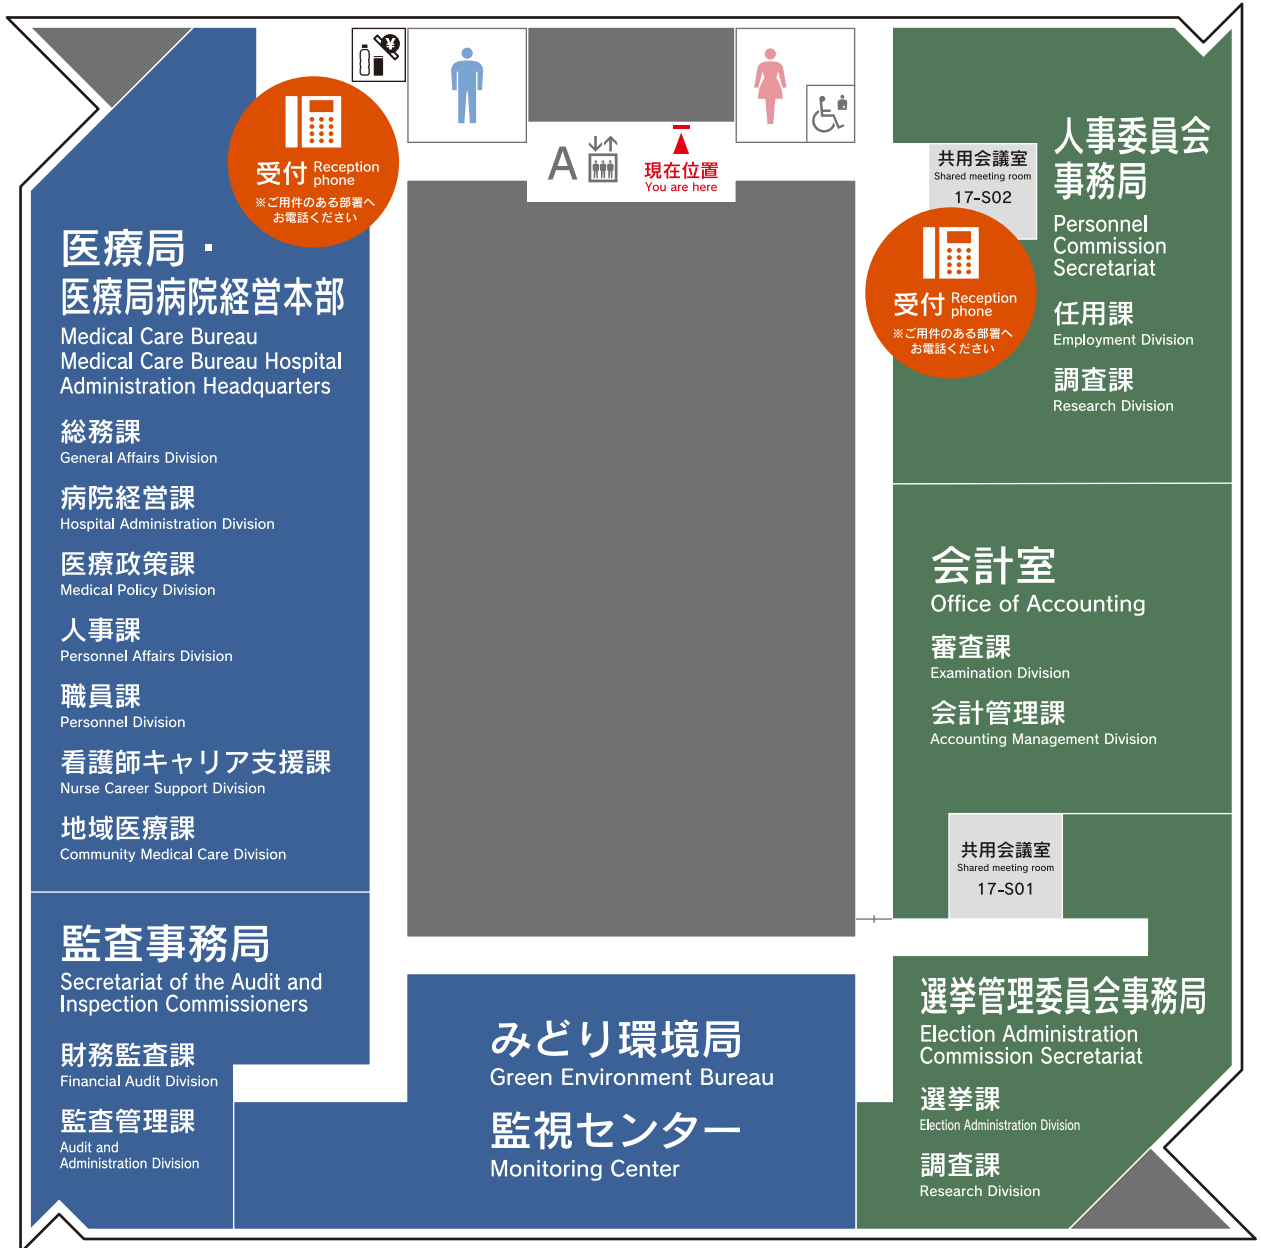 受付 Reception phone
※ご用件のある部署へ
お電話ください
医療局・
医療局病院経営本部
Medical Care Bureau
Medical Care Bureau Hospital
Administration Headquarters
総務課
General Affairs Division
病院経営課
Hospital Administration Division
医療政策課
Medical Policy Division
人事課
Personnel Affairs Division
職員課
Personnel Division
看護師キャリア支援課
Nurse Career Support Division
地域医療課
Community Medical Care Division
監査事務局
Secretariat of the Audit and
Inspection Commissioners
財務監査課
Financial Audit Division
監査管理課
Audit and
Administration Division
¥
A
現在位置
You are here
みどり環境局
Green Environment Bureau
監視センター
Monitoring Center
共用会議室
Shared meeting room
17-S02
受付 Reception phone
※ご用件のある部署へ
お電話ください
人事委員会
事務局
Personnel
Commission
Secretariat
任用課
Employment Division
調査課
Research Division
会計室
Office of Accounting
審査課
Examination Division
会計管理課
Accounting Management Division
共用会議室
Shared meeting room
17-S01
選挙管理委員会事務局
Election Administration
Commission Secretariat
選挙課
Election Administration Division
調査課
Research Division